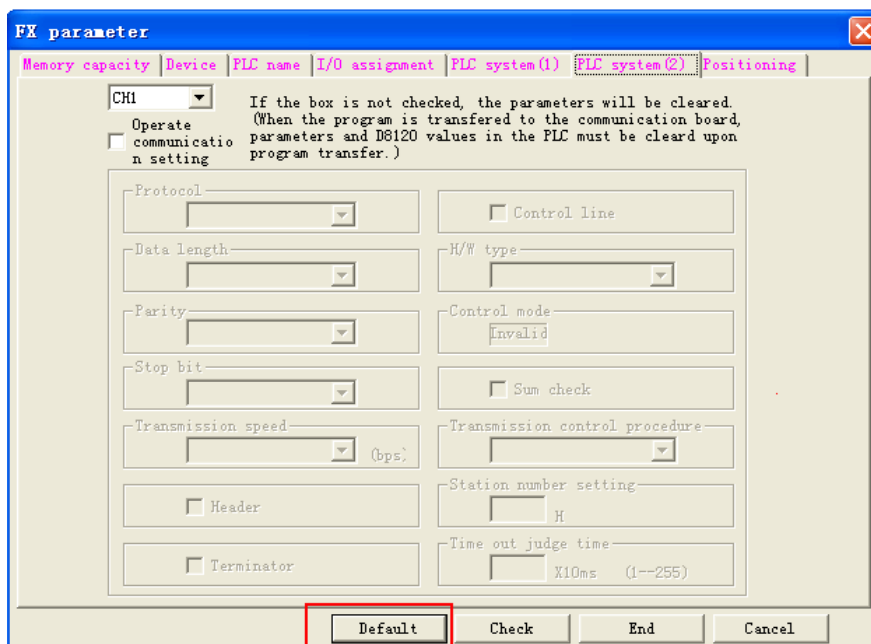 FX parameter
Memory capacity Device PLC name I/O assignment PLC system(1) PLC system(2) Positioning
CH1
If the box is not checked, the parameters will be cleared.
(When the program is transfered to the communication board,
parameters and D8120 values in the PLC must be cleard upon
program transfer.)
Operate
communicatio
n setting
Protocol
Control line
Data length
H/W type
Parity
Control mode
Invalid
Stop bit
Sum check
Transmission speed
(bps)
Transmission control procedure
Header
Station number setting
H
Terminator
Time out judge time
X10ms (1--255)
Default Check End Cancel